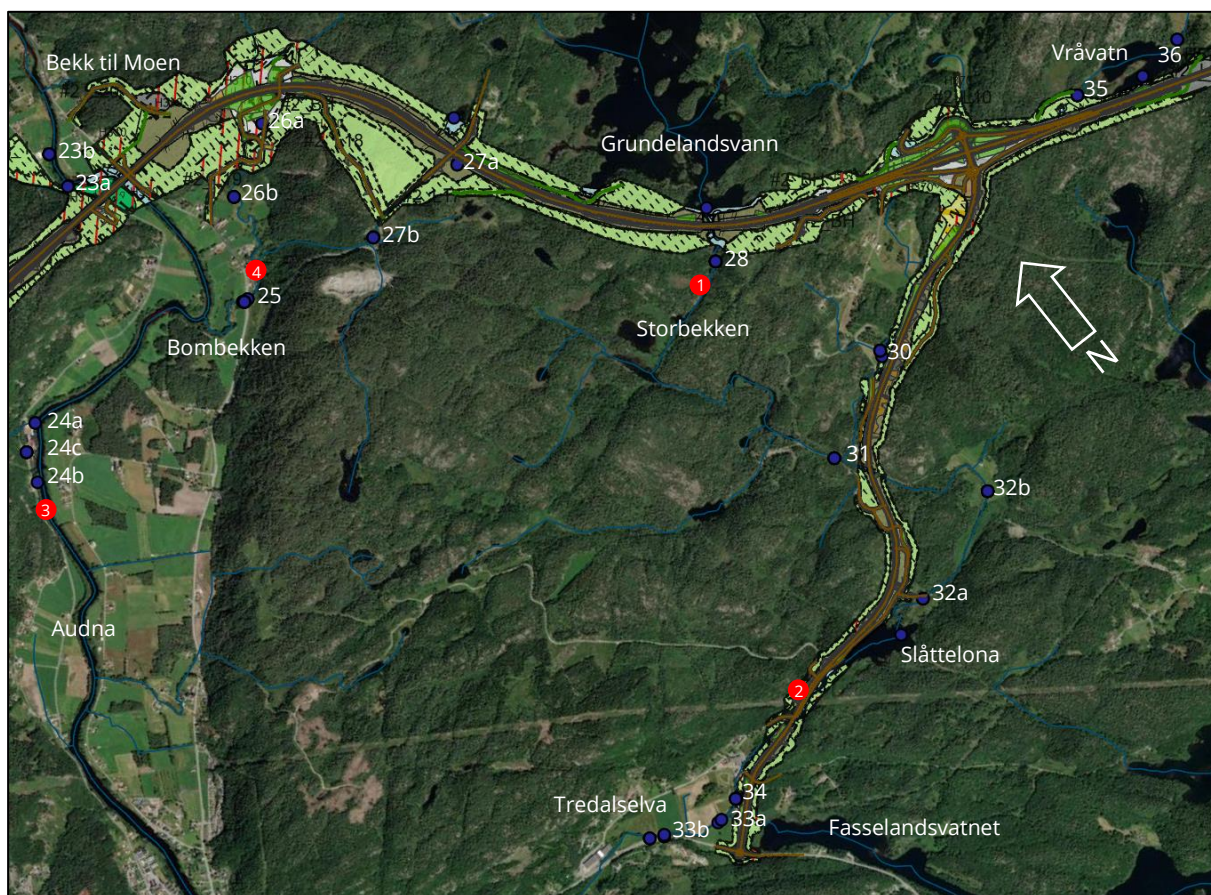 Bekk til Moen
Vråvatn
36
35
26a
Grundelandsvann
23b
27a
23a
26b
27b
4
28
1
25
Storbekken
Bombekken
N
30
24a
24c
31
24b
32b
3
32a
Audna
Slåttelona
2
Tredalselva
34
33a
33b
Fasselandsvatnet